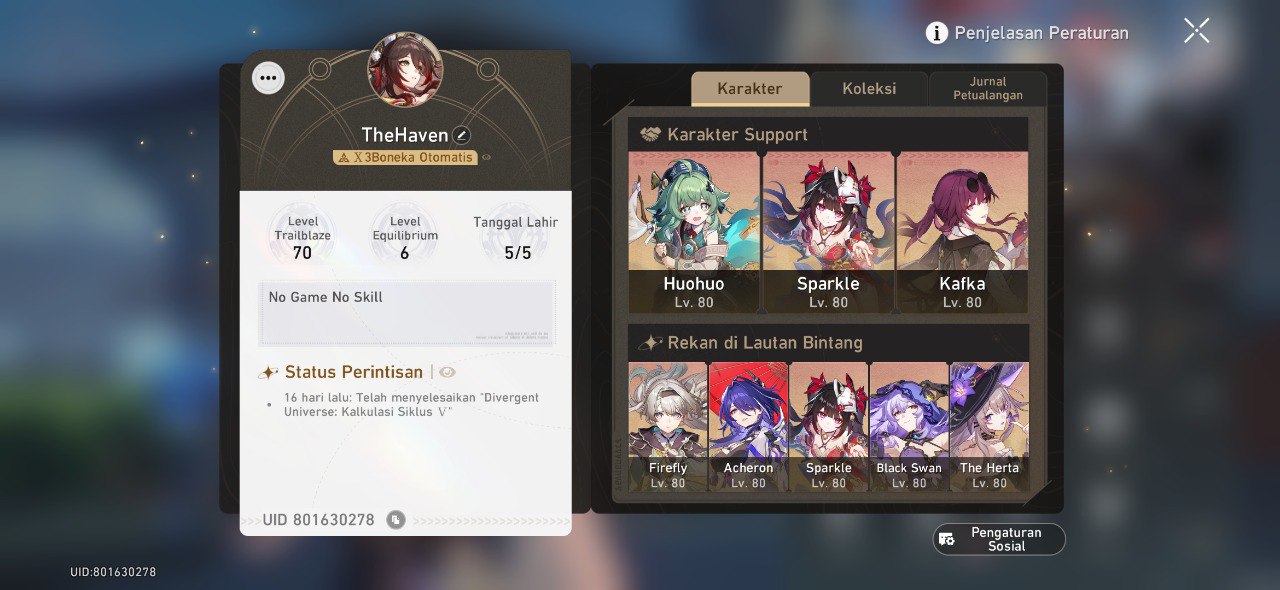 Penjelasan Peraturan
TheHaven
X 3Boneka Otomatis
Level Trailblaze
70
Level Equilibrium
6
Tanggal Lahir
5/5
No Game No Skill
Status Perintisan
16 hari lalu: Telah menyelesaikan "Divergent
Universe: Kalkulasi Siklus Ⅴ"
UID 801630278
UID:801630278
Karakter
Koleksi
Jurnal
Petualangan
Karakter Support
Huohuo
Lv. 80
Sparkle
Lv. 80
Kafka
Lv. 80
Rekan di Lautan Bintang
Firefly
Lv. 80
Acheron
Lv. 80
Sparkle
Lv. 80
Black Swan
Lv. 80
The Herta
Lv. 80
Pengaturan
Sosial